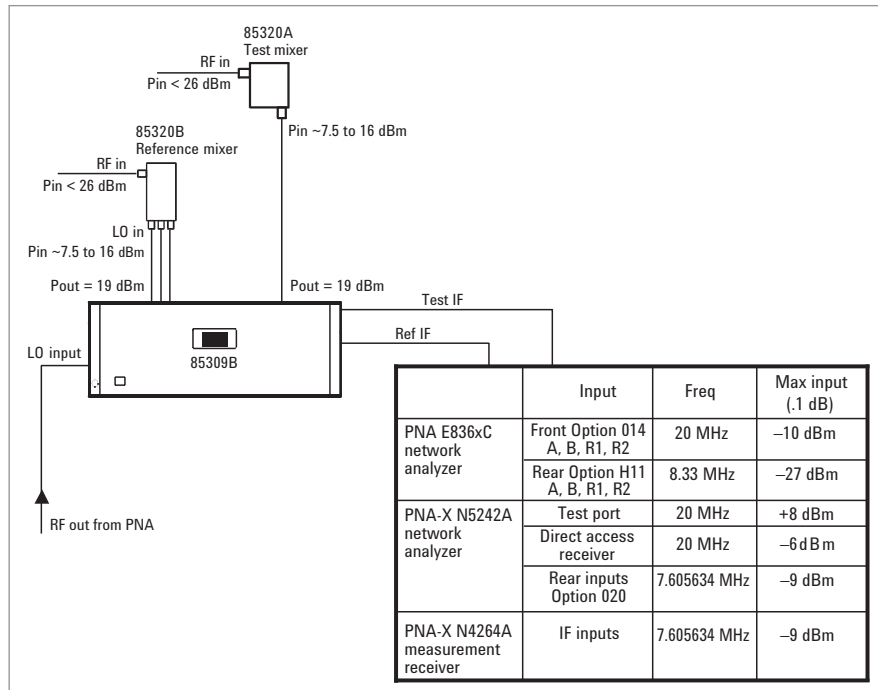 85320A
Test mixer
RF in
Pin < 26 dBm
Pin ~7.5 to 16 dBm
85320B
Reference mixer
RF in
Pin < 26 dBm
LO in
Pin ~7.5 to 16 dBm
Pout = 19 dBm
Pout = 19 dBm
Test IF
Ref IF
LO input
85309B
RF out from PNA
Input
Freq
Max input
(.1 dB)
PNA E836xC
network
analyzer
Front Option 014
A, B, R1, R2
20 MHz
–10 dBm
Rear Option H11
A, B, R1, R2
8.33 MHz
–27 dBm
PNA-X N5242A
network
analyzer
Test port
20 MHz
+8 dBm
Direct access
receiver
20 MHz
–6 d B m
Rear inputs
Option 020
7.605634 MHz
–9 dBm
PNA-X N4264A
measurement
receiver
IF inputs
7.605634 MHz
–9 dBm